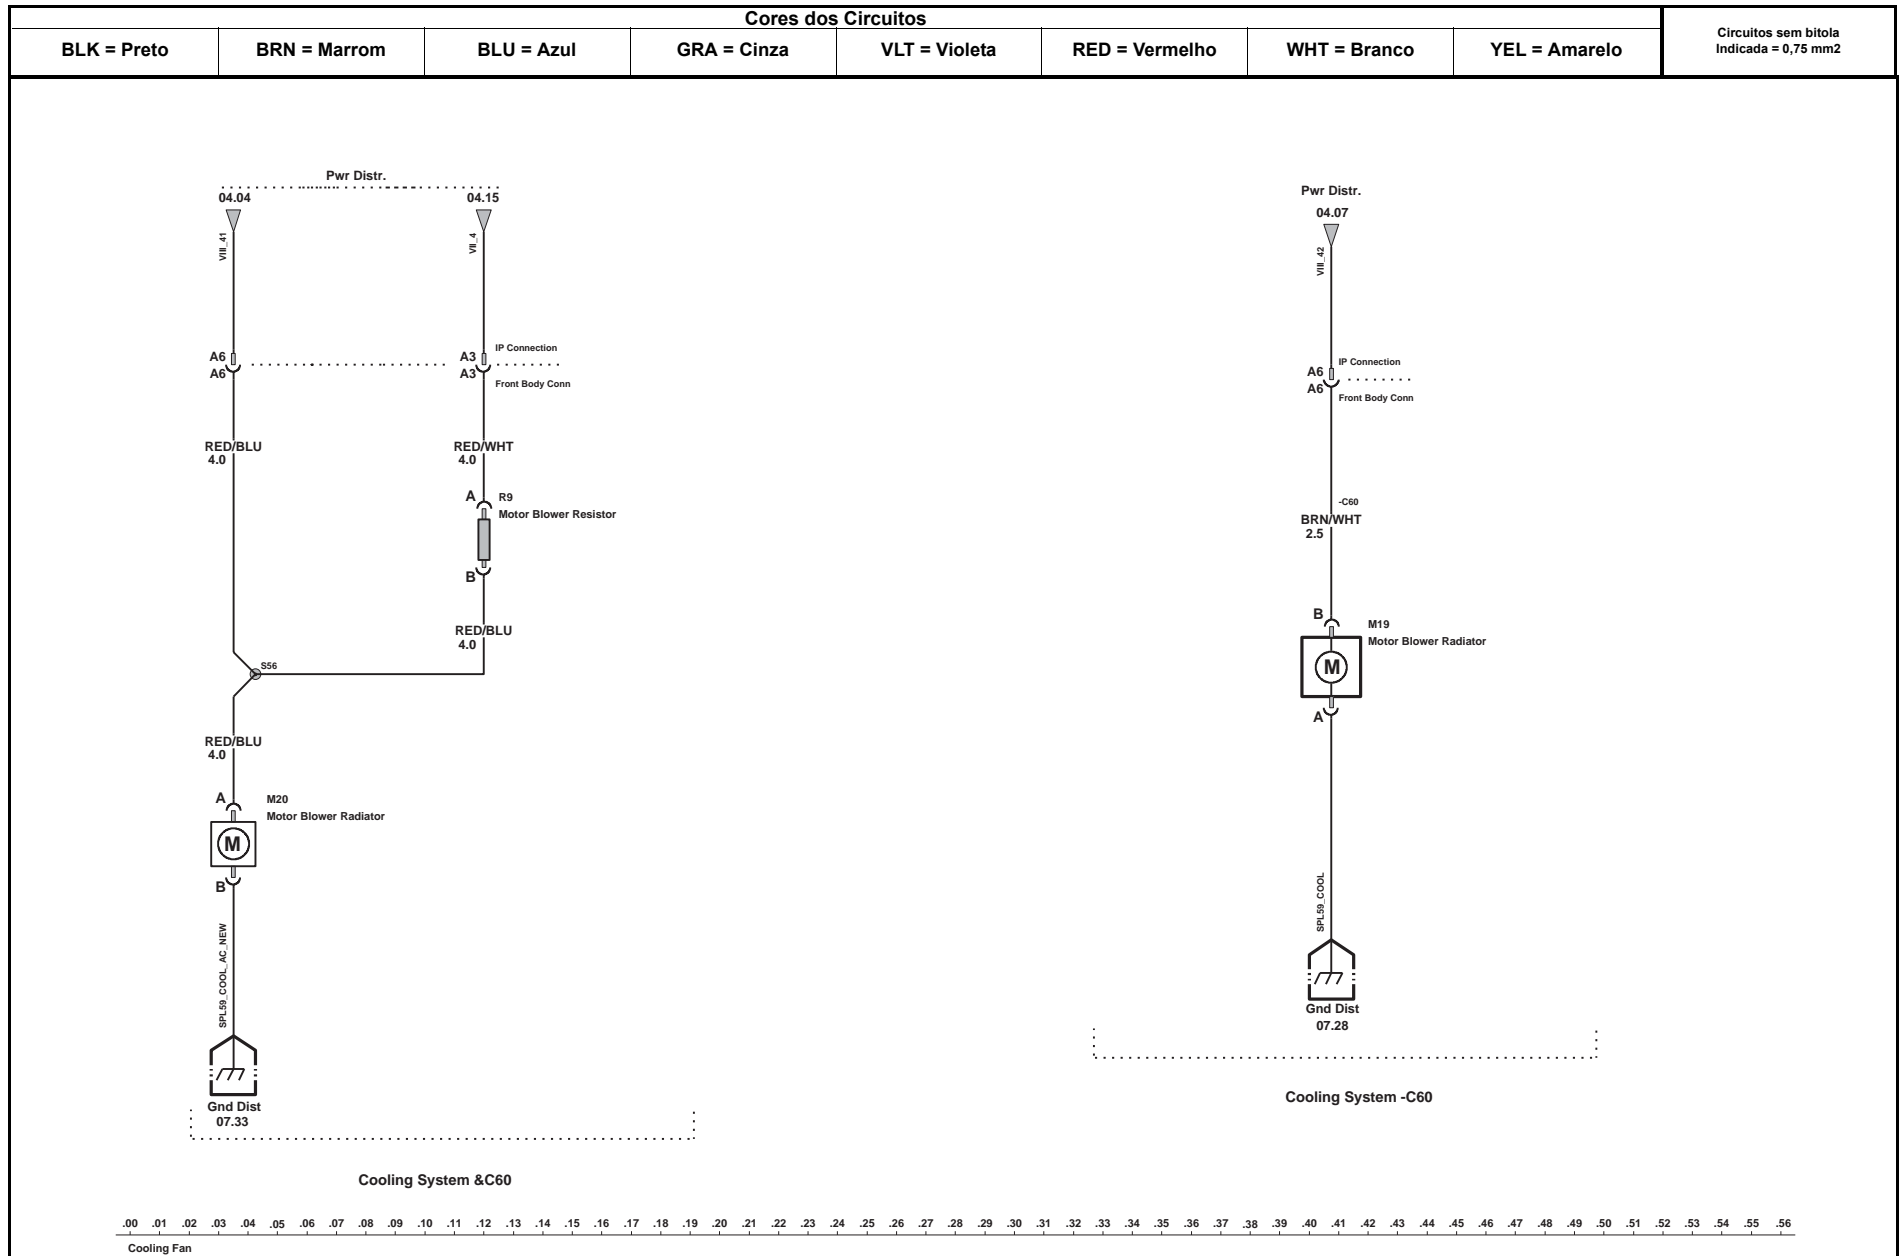 Cores dos Circuitos
BLK = Preto
BRN = Marrom
BLU = Azul
GRA = Cinza
VLT = Violeta
RED = Vermelho
WHT = Branco
YEL = Amarelo
Circuitos sem bitola
Indicada = 0,75 mm2
Pwr Distr.
04.04
04.15
VIII_41
VII_4
A6
A6
A3
A3
IP Connection
Front Body Conn
RED/BLU
4.0
RED/WHT
4.0
A
R9
Motor Blower Resistor
B
RED/BLU
4.0
S56
RED/BLU
4.0
A
M20
Motor Blower Radiator
M
B
SPL59_COOL_AC_NEW
Gnd Dist
07.33
Cooling System &C60
Pwr Distr.
04.07
VIII_42
A6
A6
IP Connection
Front Body Conn
-C60
BRN/WHT
2.5
B
M19
Motor Blower Radiator
M
A
SPL59_COOL
Gnd Dist
07.28
Cooling System -C60
.00 .01 .02 .03 .04 .05 .06 .07 .08 .09 .10 .11 .12 .13 .14 .15 .16 .17 .18 .19 .20 .21 .22 .23 .24 .25 .26 .27 .28 .29 .30 .31 .32 .33 .34 .35 .36 .37 .38 .39 .40 .41 .42 .43 .44 .45 .46 .47 .48 .49 .50 .51 .52 .53 .54 .55 .56
Cooling Fan